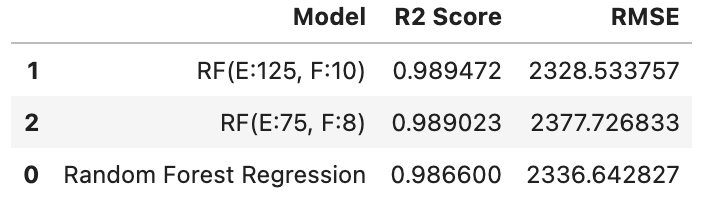 Model R2 Score RMSE
1 RF(E:125, F:10) 0.989472 2328.533757
2 RF(E:75, F:8) 0.989023 2377.726833
0 Random Forest Regression 0.986600 2336.642827